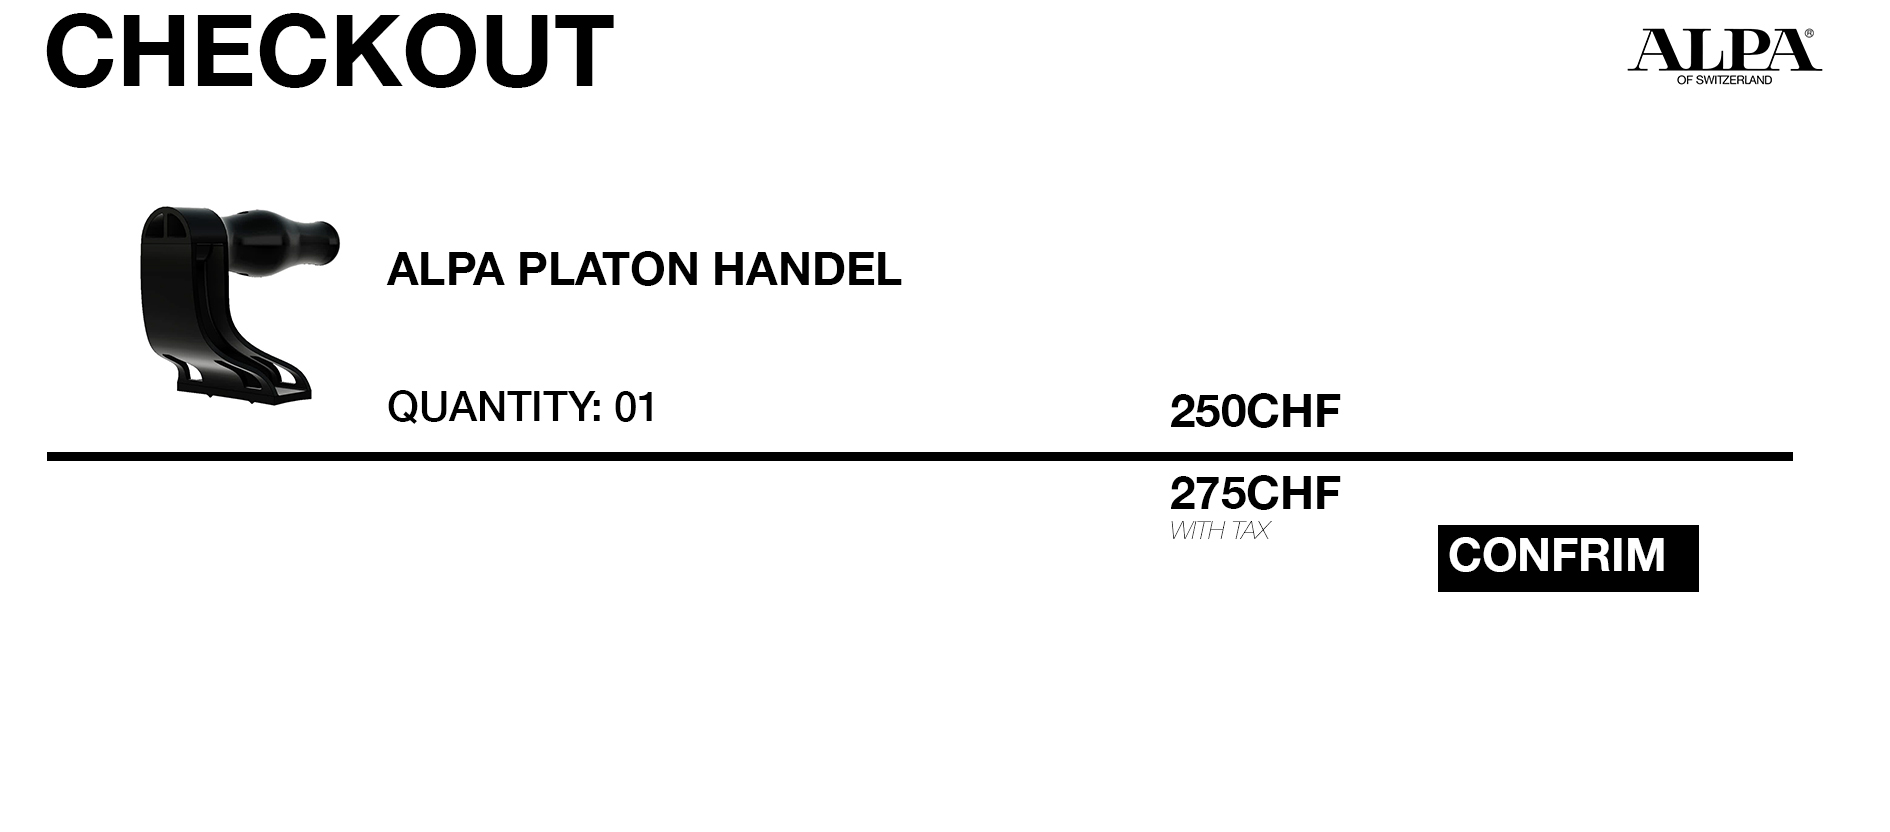 CHECKOUT
ALPA®
OF SWITZERLAND
ALPA PLATON HANDEL
QUANTITY: 01
250CHF
275CHF
WITH TAX
CONFRIM